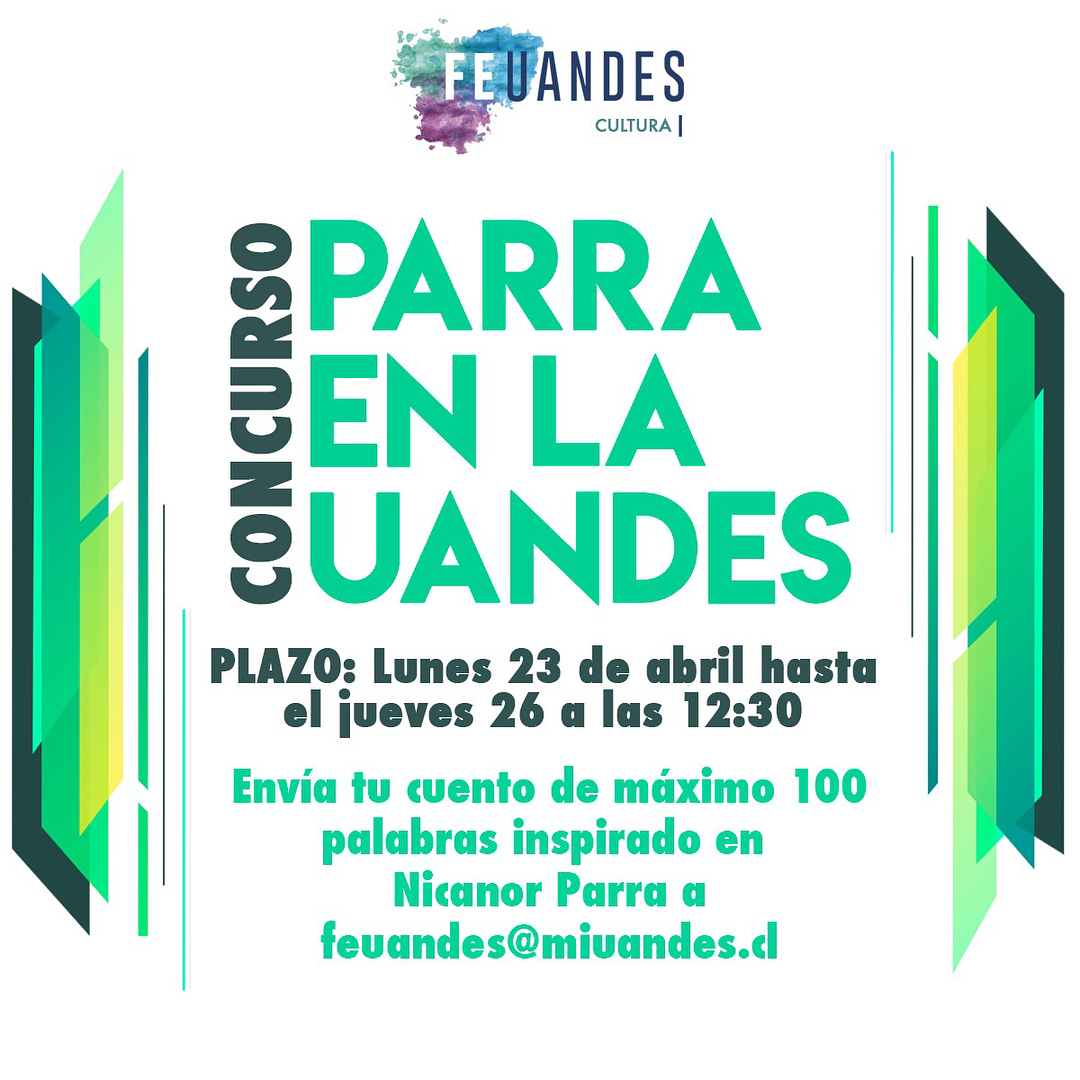 FEUANDES
CULTURA |
CONCURSO
PARRA
EN LA
UANDES
PLAZO: Lunes 23 de abril hasta
el jueves 26 a las 12:30
Envía tu cuento de máximo 100
palabras inspirado en
Nicanor Parra a
feuandes@miuandes.cl